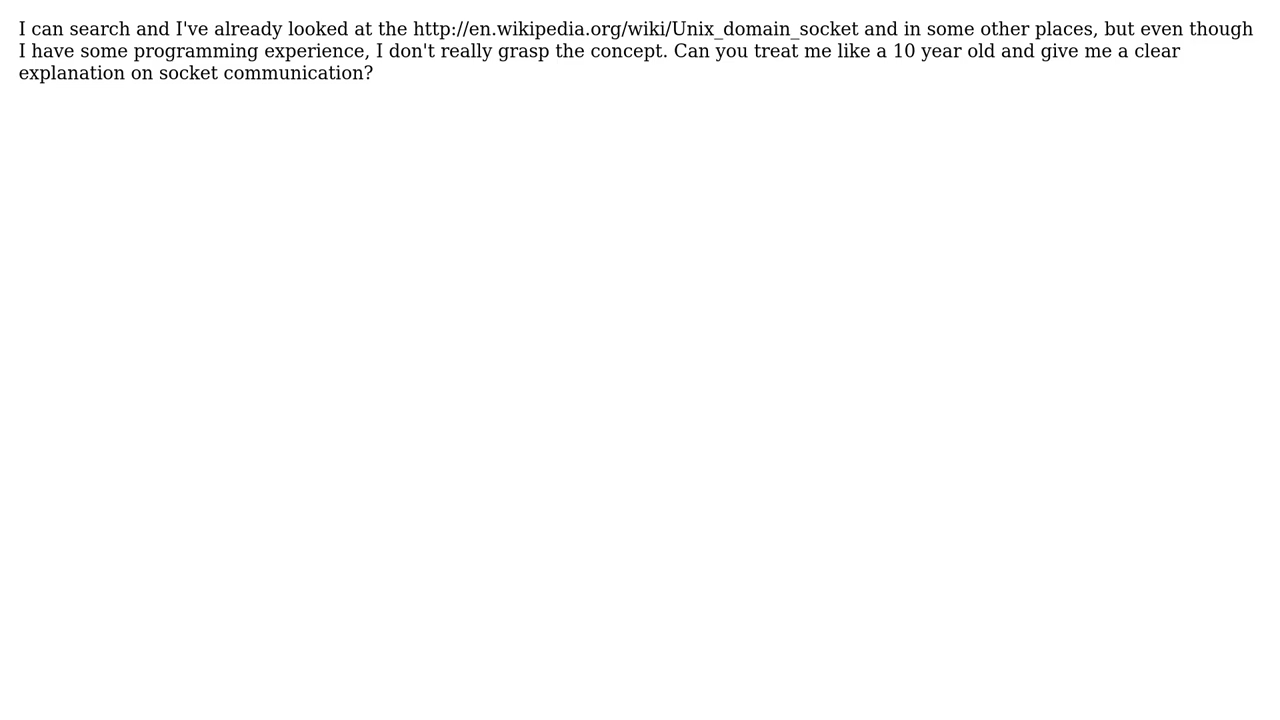 I can search and I've already looked at the http://en.wikipedia.org/wiki/Unix_domain_socket and in some other places, but even though
I have some programming experience, I don't really grasp the concept. Can you treat me like a 10 year old and give me a clear
explanation on socket communication?